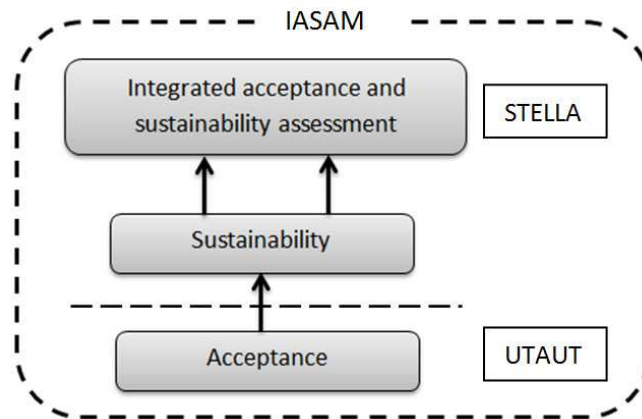 IASAM
Integrated acceptance and
sustainability assessment
STELLA
Sustainability
Acceptance
UTAUT